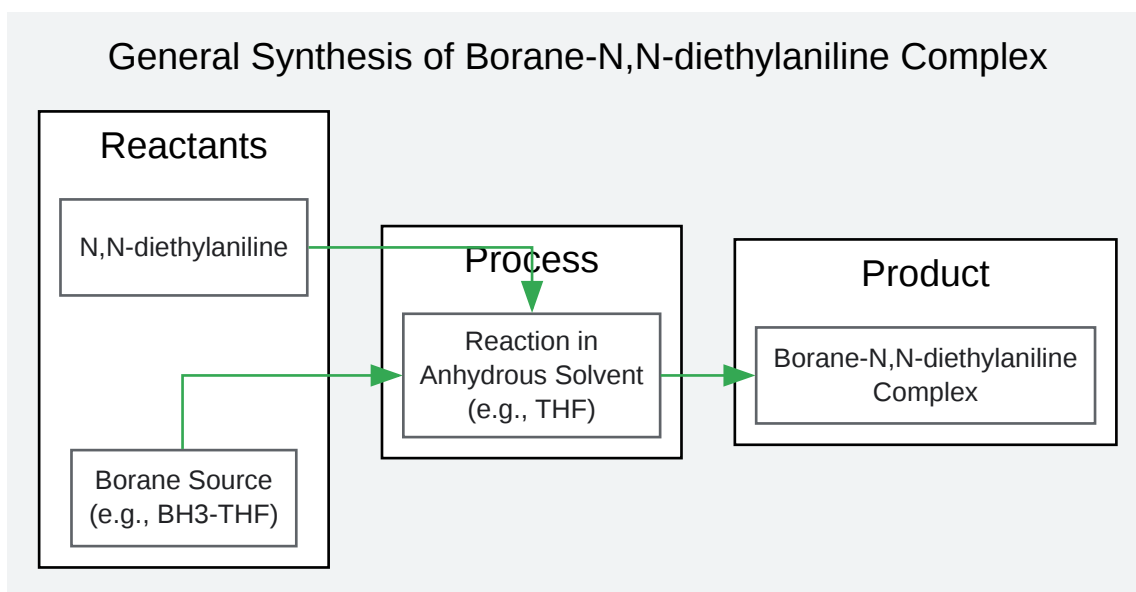 General Synthesis of Borane-N,N-diethylaniline Complex
Reactants
N,N-diethylaniline
Borane Source
(e.g., BH3-THF)
Process
Reaction in
Anhydrous Solvent
(e.g., THF)
Product
Borane-N,N-diethylaniline
Complex